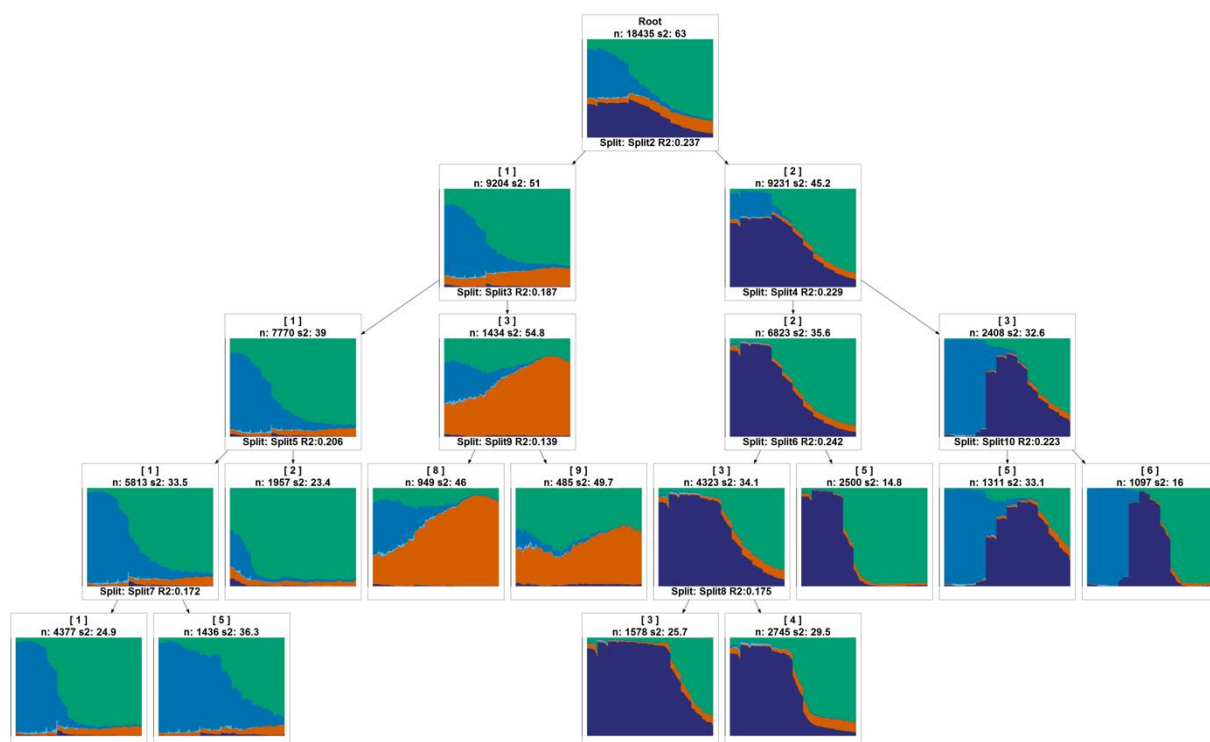 Root
n: 18435 s2: 63
Split: Split2 R2:0.237
[ 1 ]
n: 9204 s2: 51
Split: Split3 R2:0.187
[ 2 ]
n: 9231 s2: 45.2
Split: Split4 R2:0.229
[ 1 ]
n: 7770 s2: 39
Split: Split5 R2:0.206
[ 3 ]
n: 1434 s2: 54.8
Split: Split9 R2:0.139
[ 2 ]
n: 6823 s2: 35.6
Split: Split6 R2:0.242
[ 3 ]
n: 2408 s2: 32.6
Split: Split10 R2:0.223
[ 1 ]
n: 5813 s2: 33.5
Split: Split7 R2:0.172
[ 2 ]
n: 1957 s2: 23.4
[ 8 ]
n: 949 s2: 46
[ 9 ]
n: 485 s2: 49.7
[ 3 ]
n: 4323 s2: 34.1
Split: Split8 R2:0.175
[ 5 ]
n: 2500 s2: 14.8
[ 5 ]
n: 1311 s2: 33.1
[ 6 ]
n: 1097 s2: 16
[ 1 ]
n: 4377 s2: 24.9
[ 5 ]
n: 1436 s2: 36.3
[ 3 ]
n: 1578 s2: 25.7
[ 4 ]
n: 2745 s2: 29.5